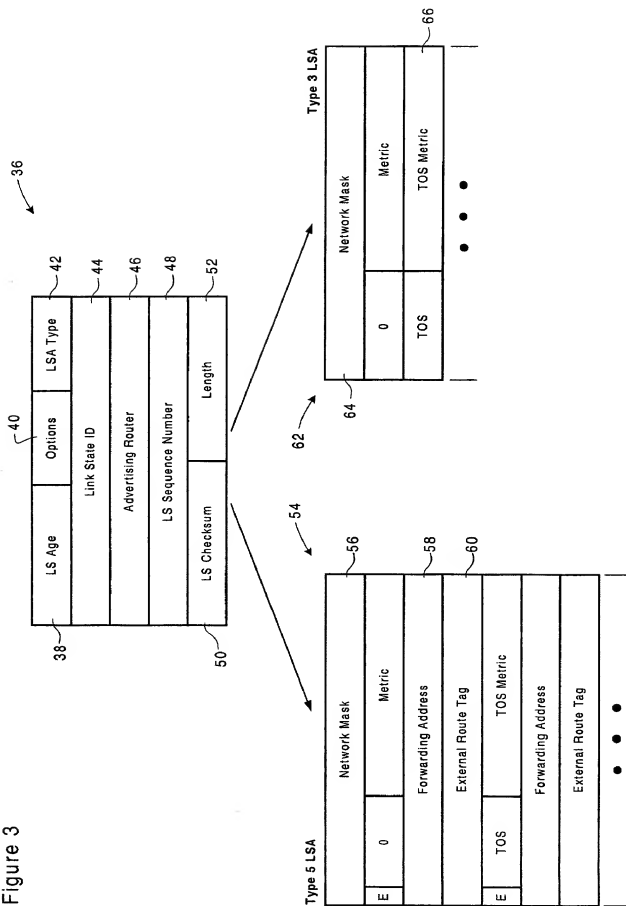 Figure 3
36
40
LS Age
Options
LSA Type
42
38
Link State ID
44
Advertising Router
46
LS Sequence Number
48
LS Checksum
Length
52
50
Type 5 LSA
54
Network Mask
56
E
0
Metric
Forwarding Address
58
External Route Tag
60
E
TOS
TOS Metric
Forwarding Address
External Route Tag
Type 3 LSA
62
64
Network Mask
0
Metric
TOS
TOS Metric
66